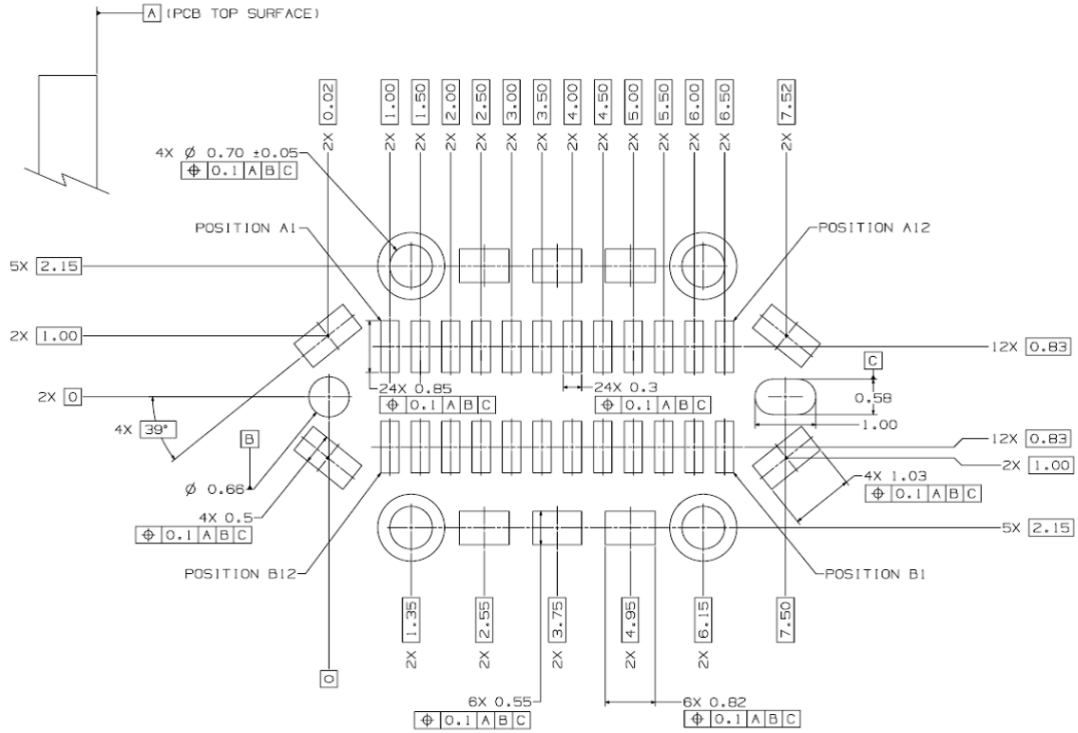 A (PCB TOP SURFACE)
2X 0.02
2X 1.00
2X 1.50
2X 2.00
2X 2.50
2X 3.00
2X 3.50
2X 4.00
2X 4.50
2X 5.00
2X 5.50
2X 6.00
2X 6.50
2X 7.52
4X Ø 0.70 ±0.05
⌖ 0.1 A B C
POSITION A1
POSITION A12
5X 2.15
2X 1.00
12X 0.83
C
24X 0.85
⌖ 0.1 A B C
24X 0.3
⌖ 0.1 A B C
2X 0
0.58
1.00
4X 39°
B
12X 0.83
2X 1.00
Ø 0.66
4X 1.03
⌖ 0.1 A B C
4X 0.5
⌖ 0.1 A B C
5X 2.15
POSITION B12
POSITION B1
2X 1.35
2X 2.55
2X 3.75
2X 4.95
2X 6.15
7.50
0
6X 0.55
⌖ 0.1 A B C
6X 0.82
⌖ 0.1 A B C